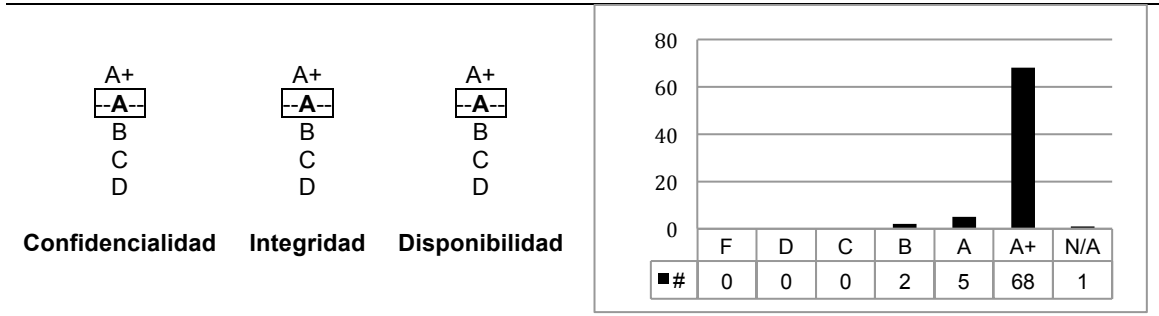 A+ A+ A+
--A-- --A-- --A--
B B B
C C C
D D D
Confidencialidad Integridad Disponibilidad
80
60
40
20
0
F D C B A A+ N/A
# 0 0 0 2 5 68 1